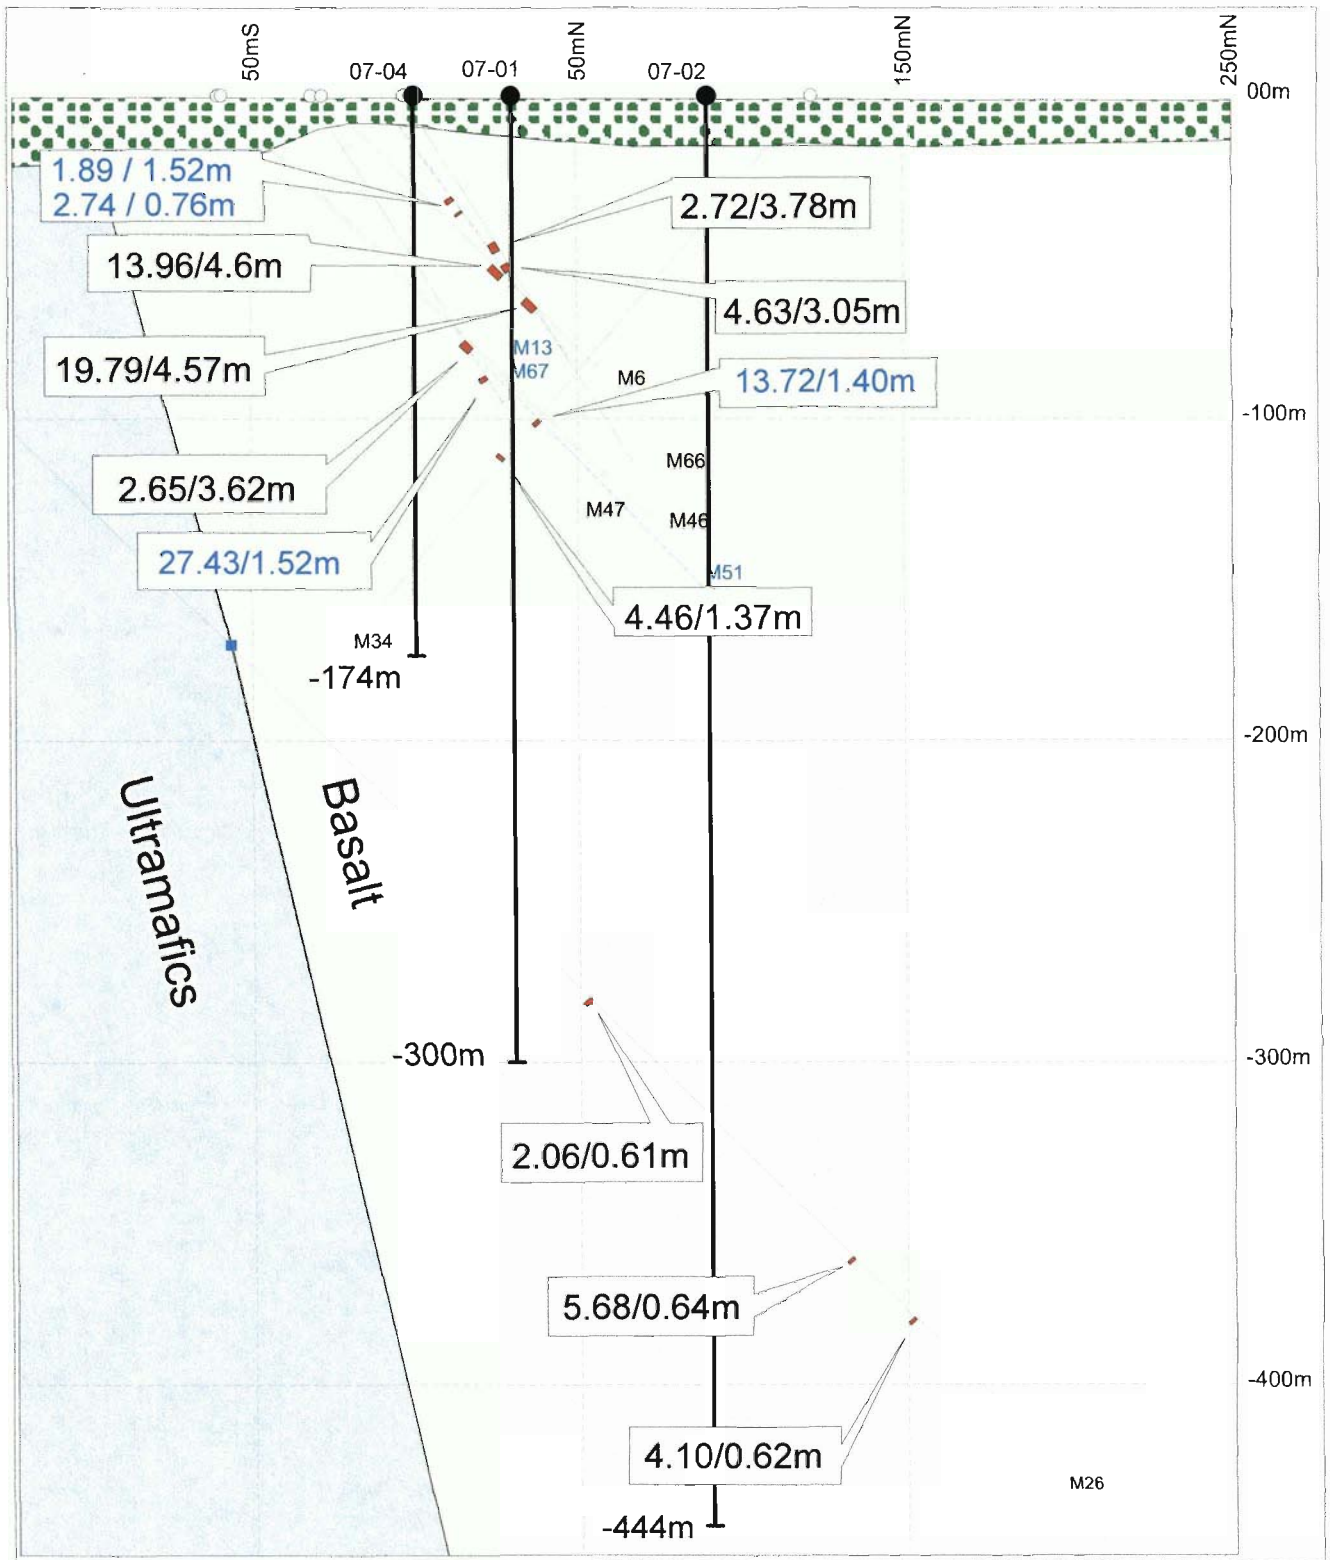 50mS
50mN
150mN
250mN
07-04
07-01
07-02
00m
1.89 / 1.52m
2.74 / 0.76m
2.72/3.78m
13.96/4.6m
4.63/3.05m
19.79/4.57m
M13
M67
M6
13.72/1.40m
-100m
2.65/3.62m
M66
M47
M46
27.43/1.52m
M51
4.46/1.37m
M34
-174m
-200m
Ultramafics
Basalt
-300m
-300m
2.06/0.61m
5.68/0.64m
-400m
4.10/0.62m
M26
-444m